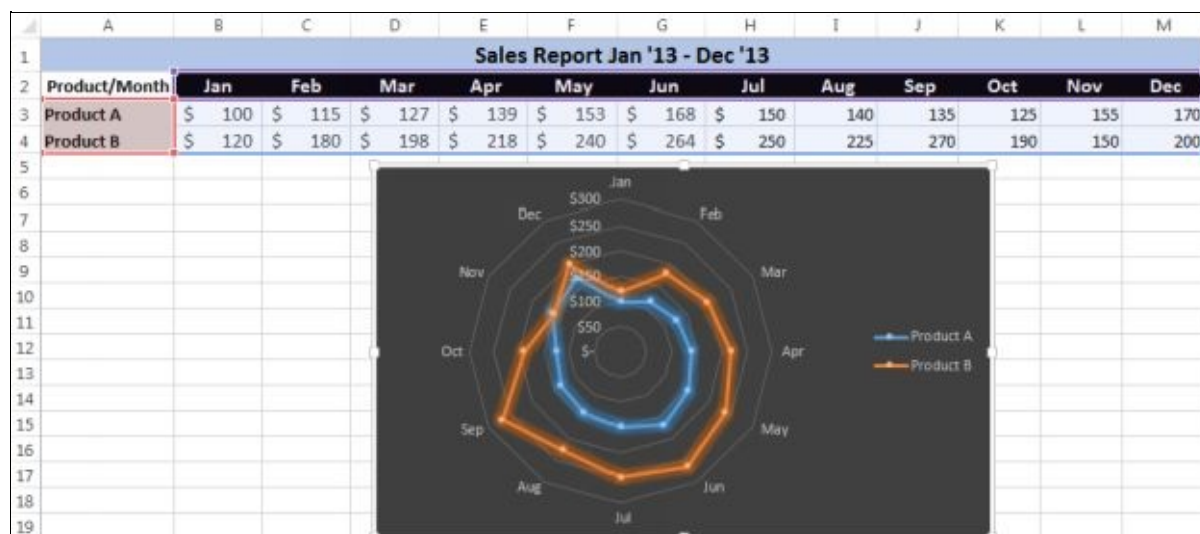 A B C D E F G H I J K L M
1 Sales Report Jan '13 - Dec '13
2 Product/Month Jan Feb Mar Apr May Jun Jul Aug Sep Oct Nov Dec
3 Product A $ 100 $ 115 $ 127 $ 139 $ 153 $ 168 $ 150 140 135 125 155 170
4 Product B $ 120 $ 180 $ 198 $ 218 $ 240 $ 264 $ 250 225 270 190 150 200
5
6
7
8
9
10
11
12
13
14
15
16
17
18
19
Jan
$300
Dec Feb
$250
$200
Nov $150 Mar
$100
$50
Oct $- Apr
Product A
Product B
Sep May
Aug Jun
Jul